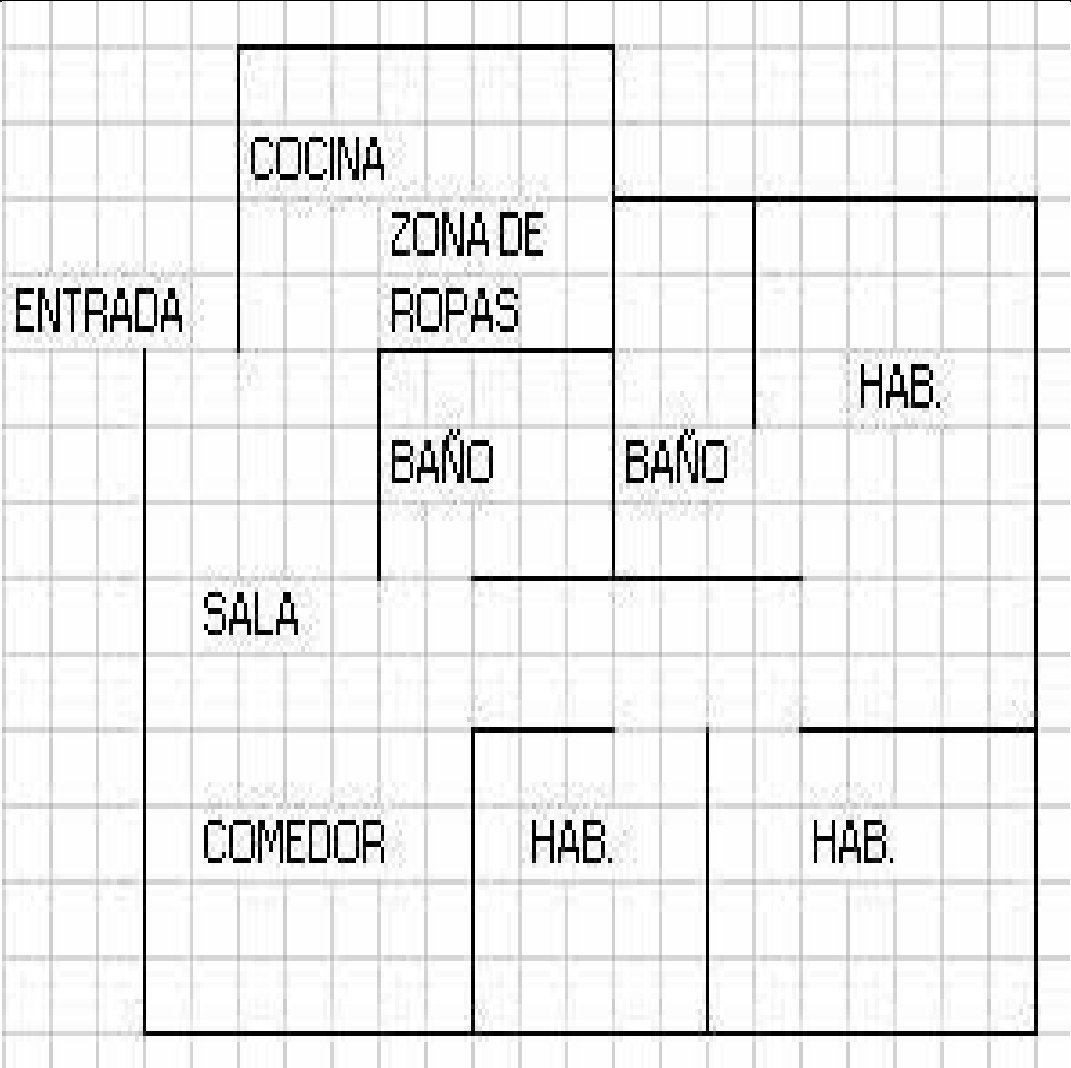 COCINA
ZONA DE
ROPAS
ENTRADA
HAB.
BAÑO
BAÑO
SALA
COMEDOR
HAB.
HAB.